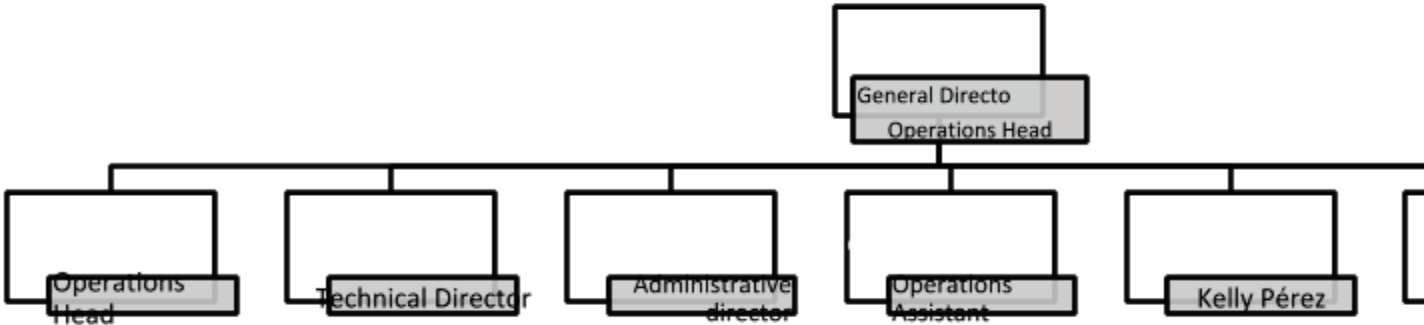 General Directo
Operations Head
Operations
Head
Technical Director
Administrative
director
Operations
Assistant
Kelly Pérez